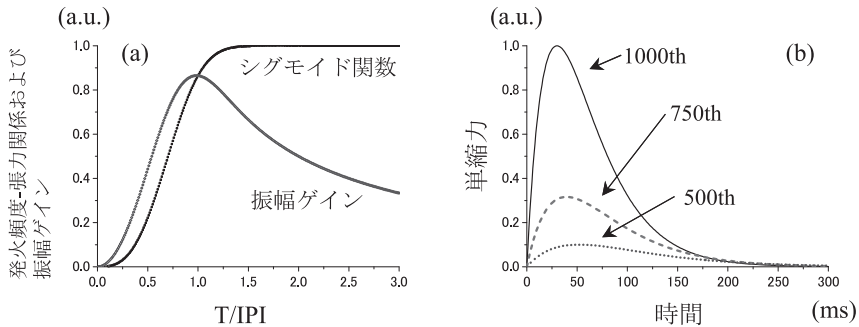 (a.u.)
(a)
発火頻度-張力関係および
振幅ゲイン
1.0
0.8
0.6
0.4
0.2
0.0
シグモイド関数
振幅ゲイン
0.0 0.5 1.0 1.5 2.0 2.5 3.0
T/IPI
(a.u.)
(b)
単縮力
1.0
0.8
0.6
0.4
0.2
0.0
1000th
750th
500th
0 50 100 150 200 250 300
時間 (ms)